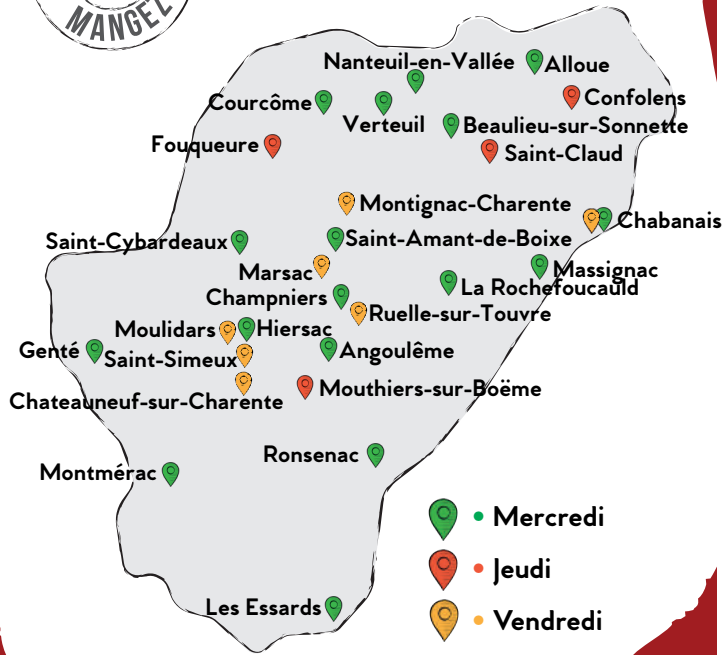 MANGEZ
Nanteuil-en-Vallée
Alloue
Courcôme
Confolens
Verteuil
Beaulieu-sur-Sonnette
Fouqueure
Saint-Claud
Montignac-Charente
Chabanais
Saint-Cybardeaux
Saint-Amant-de-Boixe
Marsac
Massignac
Champniers
La Rochefoucauld
Ruelle-sur-Touvre
Moulidars
Hiersac
Genté
Saint-Simeux
Angoulême
Chateauneuf-sur-Charente
Mouthiers-sur-Boëme
Ronsenac
Montmérac
• Mercredi
• Jeudi
Les Essards
• Vendredi